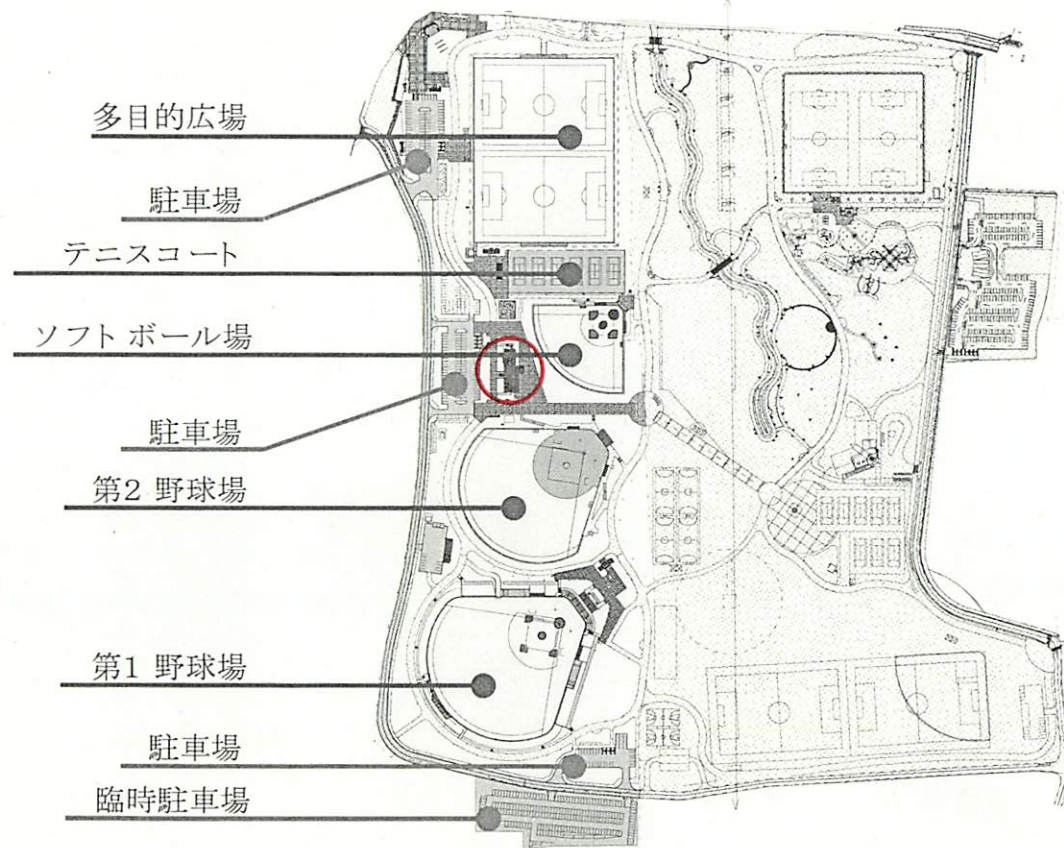 多目的広場
駐車場
テニスコート
ソフトボール場
駐車場
第2 野球場
第1 野球場
駐車場
臨時駐車場